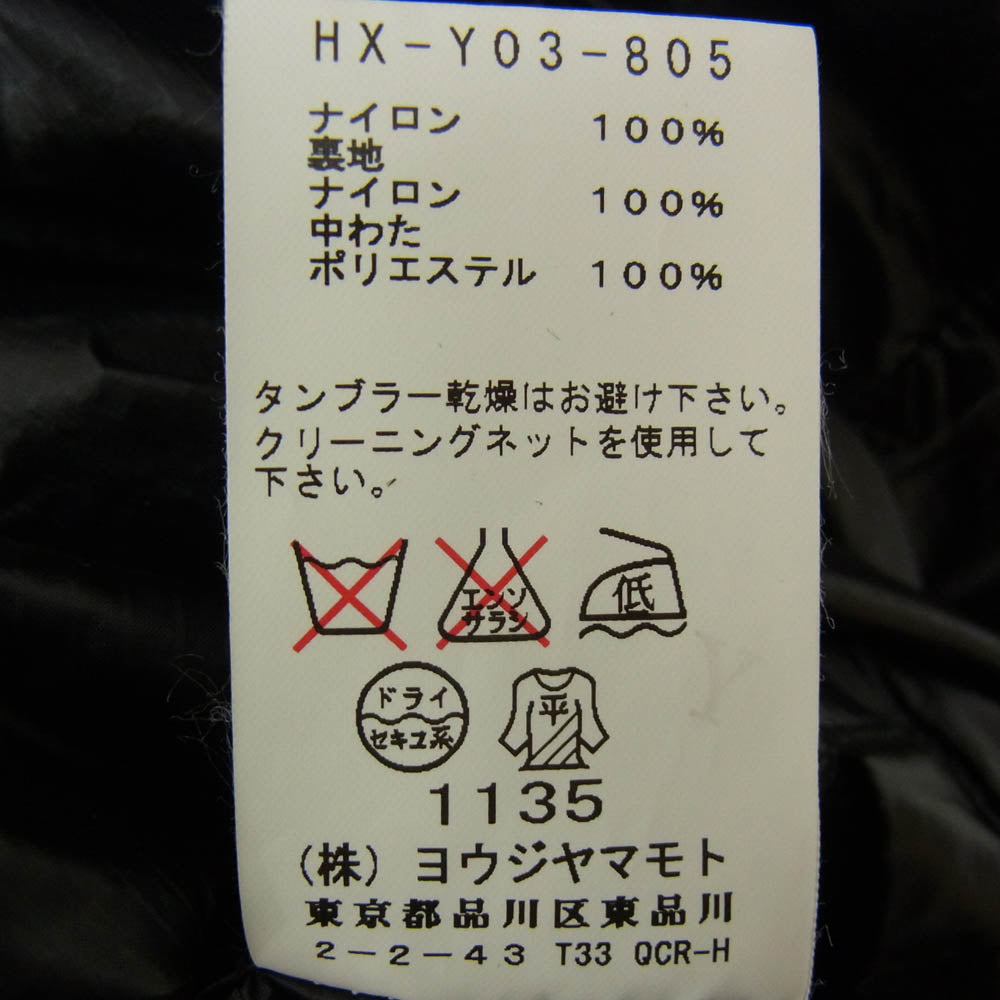 HX-Y03-805
ナイロン 100%
裏地
ナイロン 100%
中わた
ポリエステル 100%
タンブラー乾燥はお避け下さい。
クリーニングネットを使用して
下さい。
エンソ
サラシ
低
ドライ
セキユ系
平
1135
(株) ヨウジヤマモト
東京都品川区東品川
2-2-43 T33 QCR-H